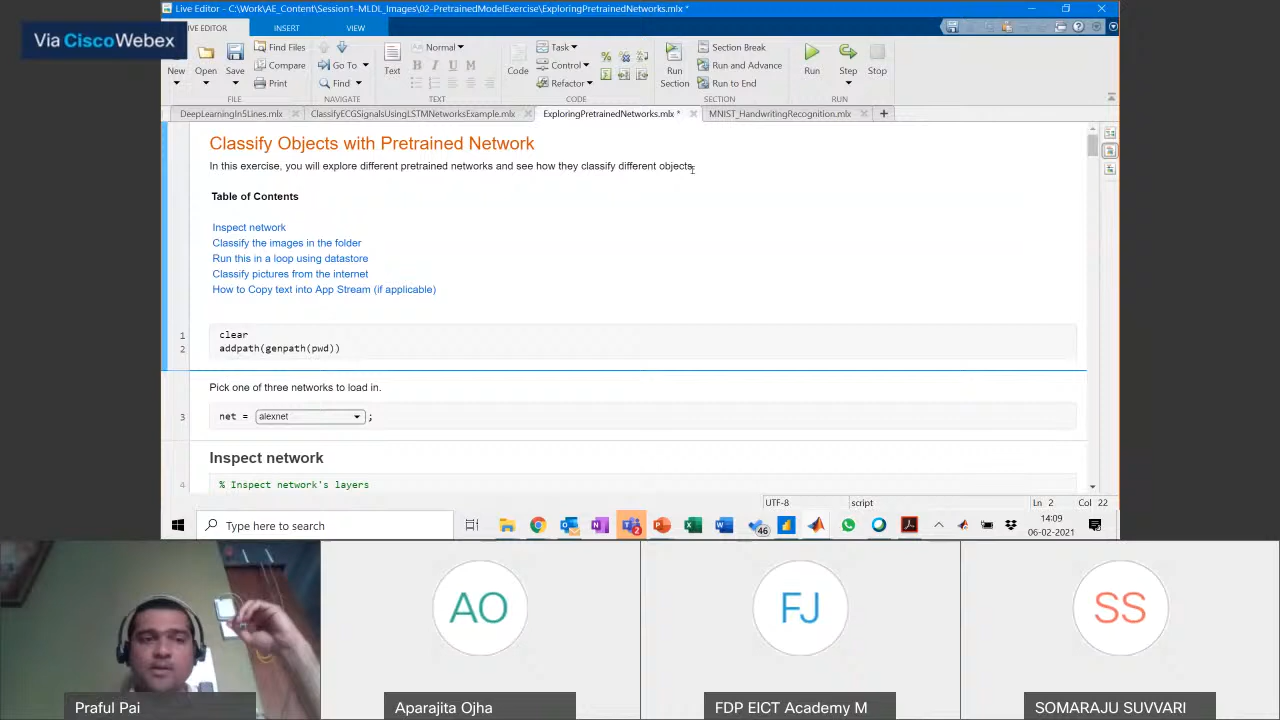 Live Editor - C:\Work\AE_Content\Session1-MLDL_Images\02-PretrainedModelExercise\ExploringPretrainedNetworks.mlx *
Via Cisco Webex
LIVE EDITOR INSERT VIEW
New Open Save
Find Files
Compare
Print
FILE
Go To
Find
NAVIGATE
Text
Normal
B I U M
TEXT
Code
Task
Control
Refactor
CODE
Run Section
Section Break
Run and Advance
Run to End
SECTION
Run Step Stop
RUN
DeepLearningIn5Lines.mlx ClassifyECGSignalsUsingLSTMNetworksExample.mlx ExploringPretrainedNetworks.mlx * MNIST_HandwritingRecognition.mlx
Classify Objects with Pretrained Network
In this exercise, you will explore different pretrained networks and see how they classify different objects.
Table of Contents
Inspect network
Classify the images in the folder
Run this in a loop using datastore
Classify pictures from the internet
How to Copy text into App Stream (if applicable)
1 clear
2 addpath(genpath(pwd))
Pick one of three networks to load in.
3 net = alexnet ;
Inspect network
4 % Inspect network's layers
UTF-8 script Ln 2 Col 22
Type here to search
46
2
14:09
06-02-2021
AO FJ SS
Praful Pai Aparajita Ojha FDP EICT Academy M SOMARAJU SUVVARI